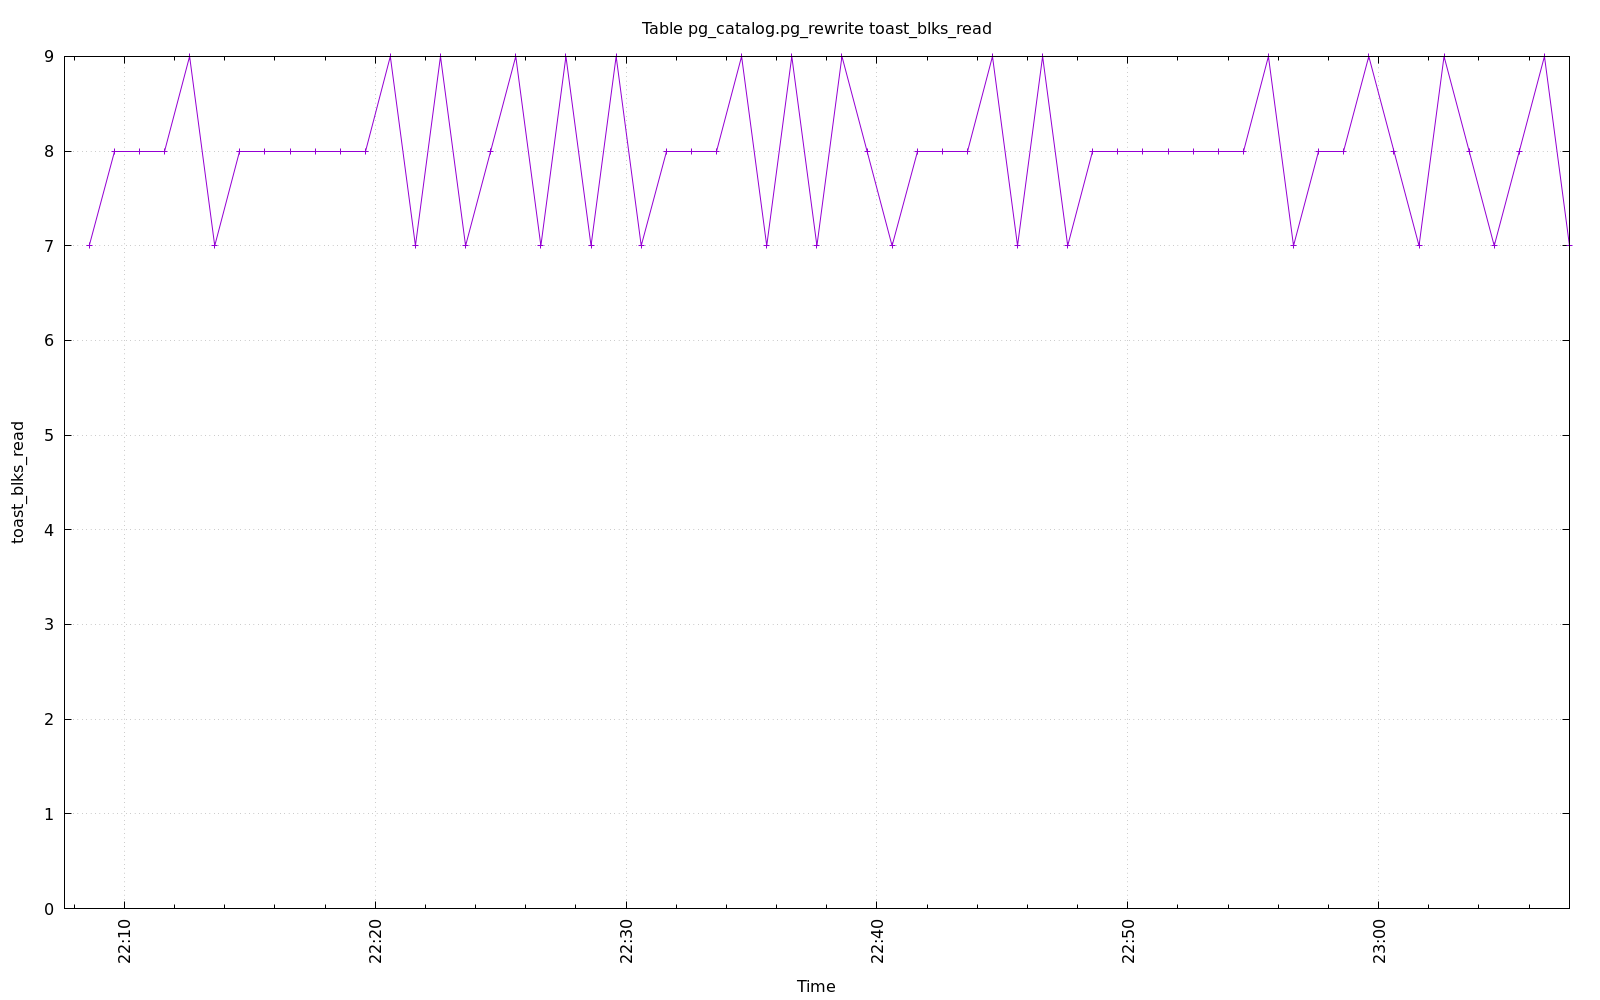 Table pg_catalog.pg_rewrite toast_blks_read
9
8
7
6
5
4
3
2
1
0
toast_blks_read
22:10 22:20 22:30 22:40 22:50 23:00
Time